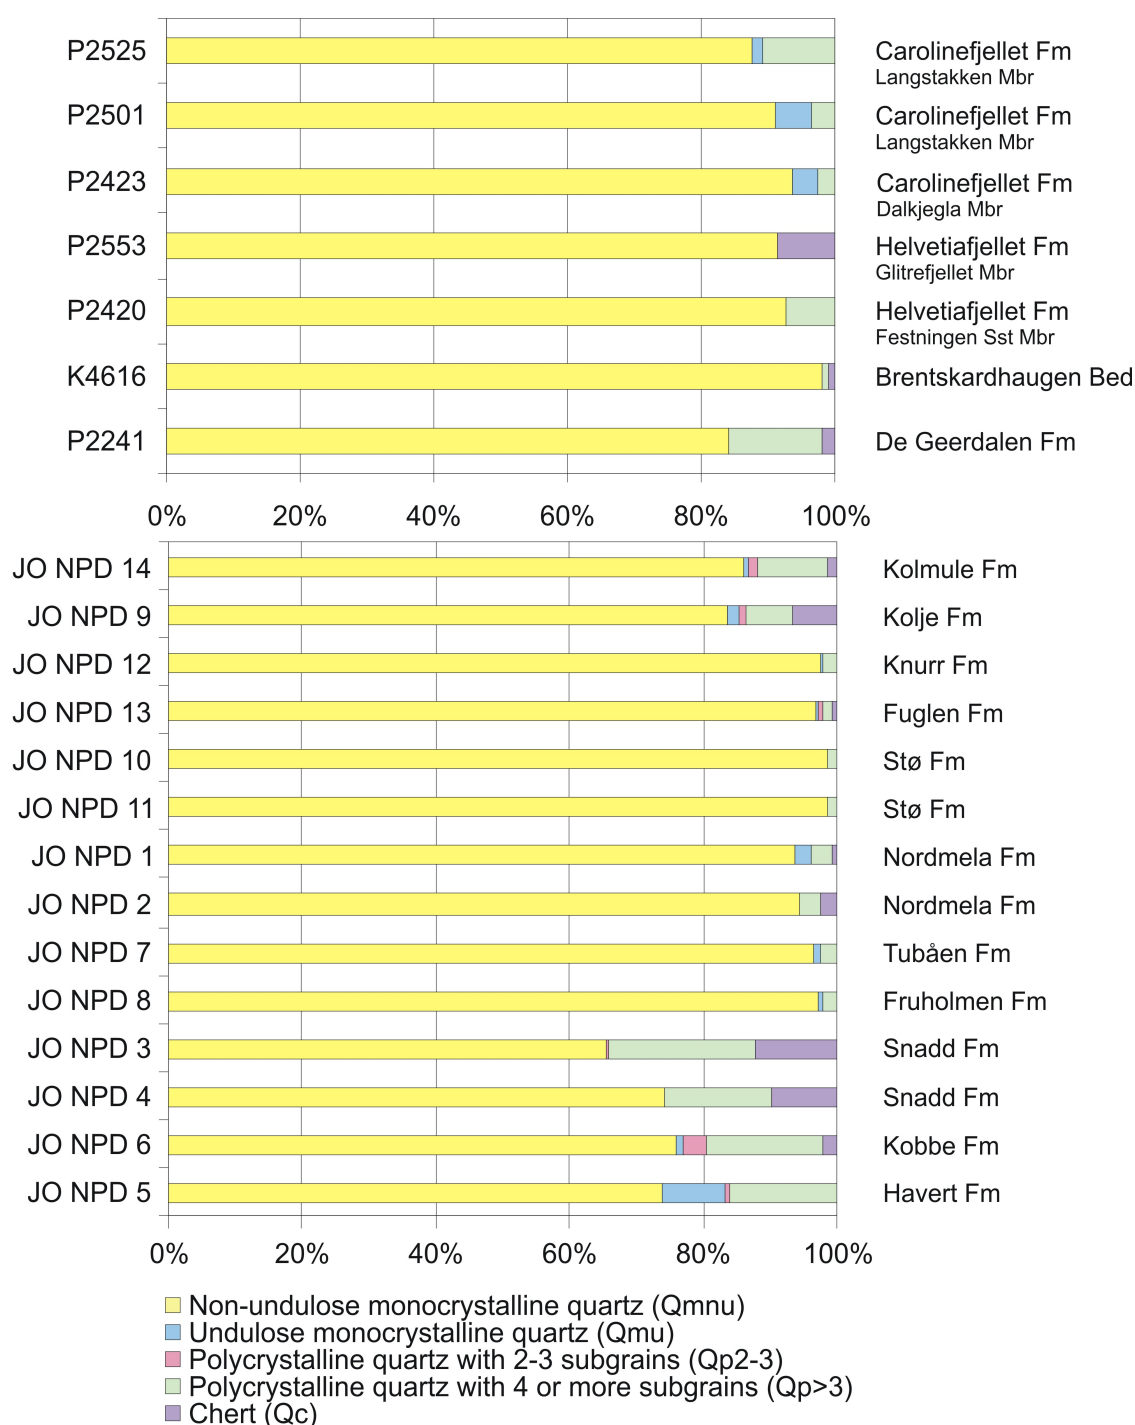 P2525 Carolinefjellet Fm
Langstakken Mbr
P2501 Carolinefjellet Fm
Langstakken Mbr
P2423 Carolinefjellet Fm
Dalkjegla Mbr
P2553 Helvetiafjellet Fm
Glitrefjellet Mbr
P2420 Helvetiafjellet Fm
Festningen Sst Mbr
K4616 Brentskardhaugen Bed
P2241 De Geerdalen Fm
0% 20% 40% 60% 80% 100%
JO NPD 14 Kolmule Fm
JO NPD 9 Kolje Fm
JO NPD 12 Knurr Fm
JO NPD 13 Fuglen Fm
JO NPD 10 Stø Fm
JO NPD 11 Stø Fm
JO NPD 1 Nordmela Fm
JO NPD 2 Nordmela Fm
JO NPD 7 Tubåen Fm
JO NPD 8 Fruholmen Fm
JO NPD 3 Snadd Fm
JO NPD 4 Snadd Fm
JO NPD 6 Kobbe Fm
JO NPD 5 Havert Fm
0% 20% 40% 60% 80% 100%
Non-undulose monocrystalline quartz (Qmnu)
Undulose monocrystalline quartz (Qmu)
Polycrystalline quartz with 2-3 subgrains (Qp2-3)
Polycrystalline quartz with 4 or more subgrains (Qp>3)
Chert (Qc)